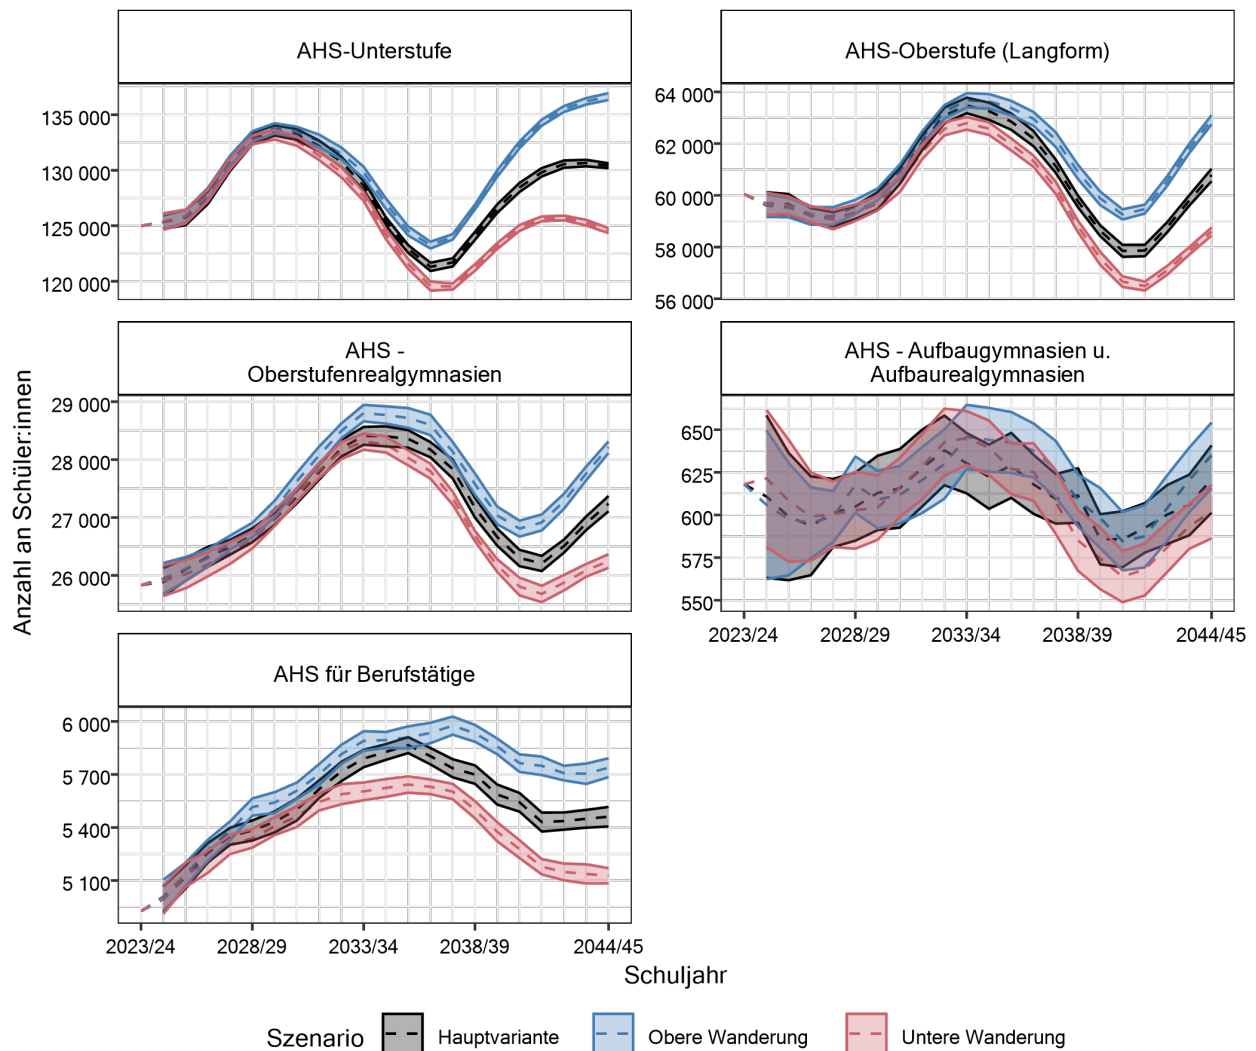 AHS-Unterstufe
135 000
130 000
125 000
120 000
AHS-Oberstufe (Langform)
64 000
62 000
60 000
58 000
56 000
AHS -
Oberstufenrealgymnasien
29 000
28 000
27 000
26 000
AHS - Aufbaugymnasien u.
Aufbaurealgymnasien
650
625
600
575
550
2023/24 2028/29 2033/34 2038/39 2044/45
AHS für Berufstätige
6 000
5 700
5 400
5 100
2023/24 2028/29 2033/34 2038/39 2044/45
Anzahl an Schüler:innen
Schuljahr
Szenario Hauptvariante Obere Wanderung Untere Wanderung